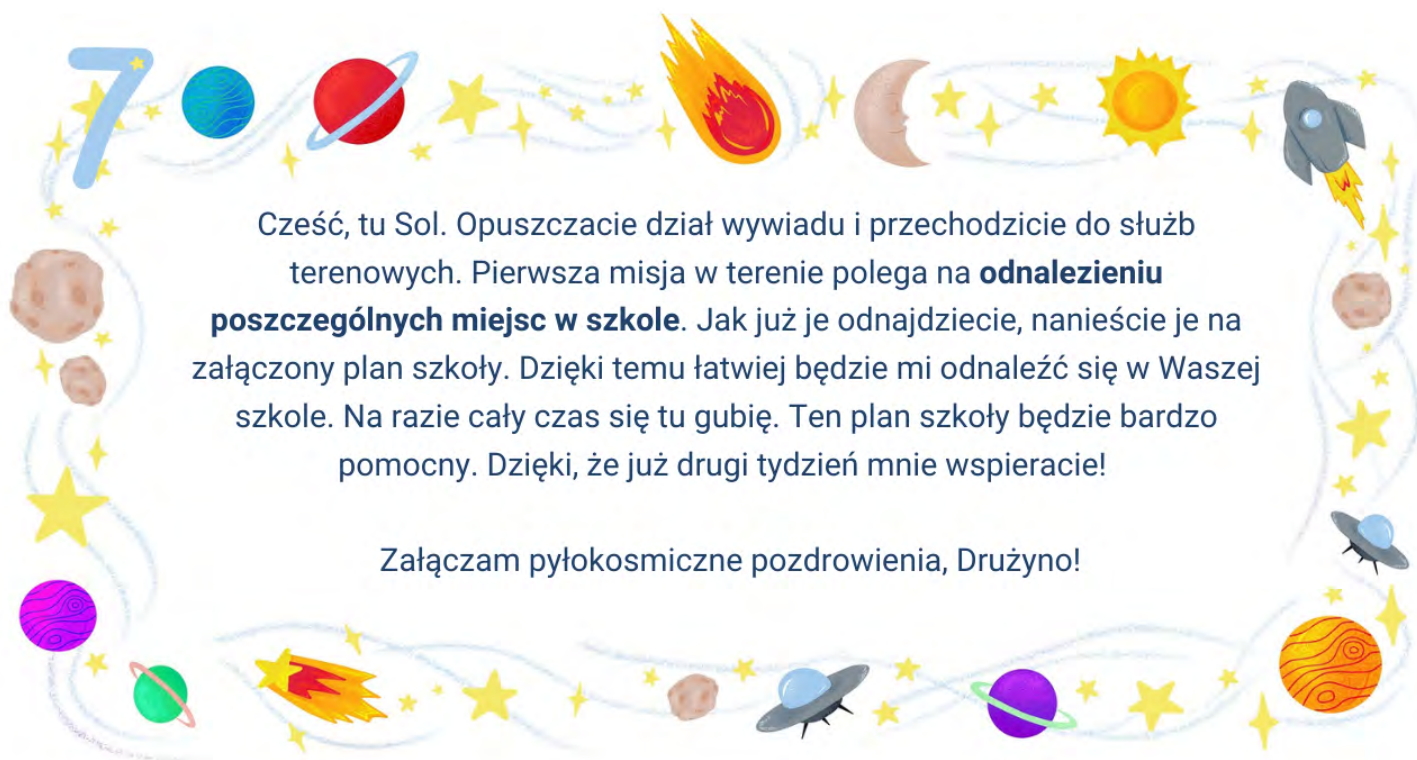 7
Cześć, tu Sol. Opuszczacie dział wywiadu i przechodzicie do służb
terenowych. Pierwsza misja w terenie polega na odnalezieniu
poszczególnych miejsc w szkole. Jak już je odnajdziecie, nanieście je na
załączony plan szkoły. Dzięki temu łatwiej będzie mi odnaleźć się w Waszej
szkole. Na razie cały czas się tu gubię. Ten plan szkoły będzie bardzo
pomocny. Dzięki, że już drugi tydzień mnie wspieracie!
Załączam pyłokosmiczne pozdrowienia, Drużyno!